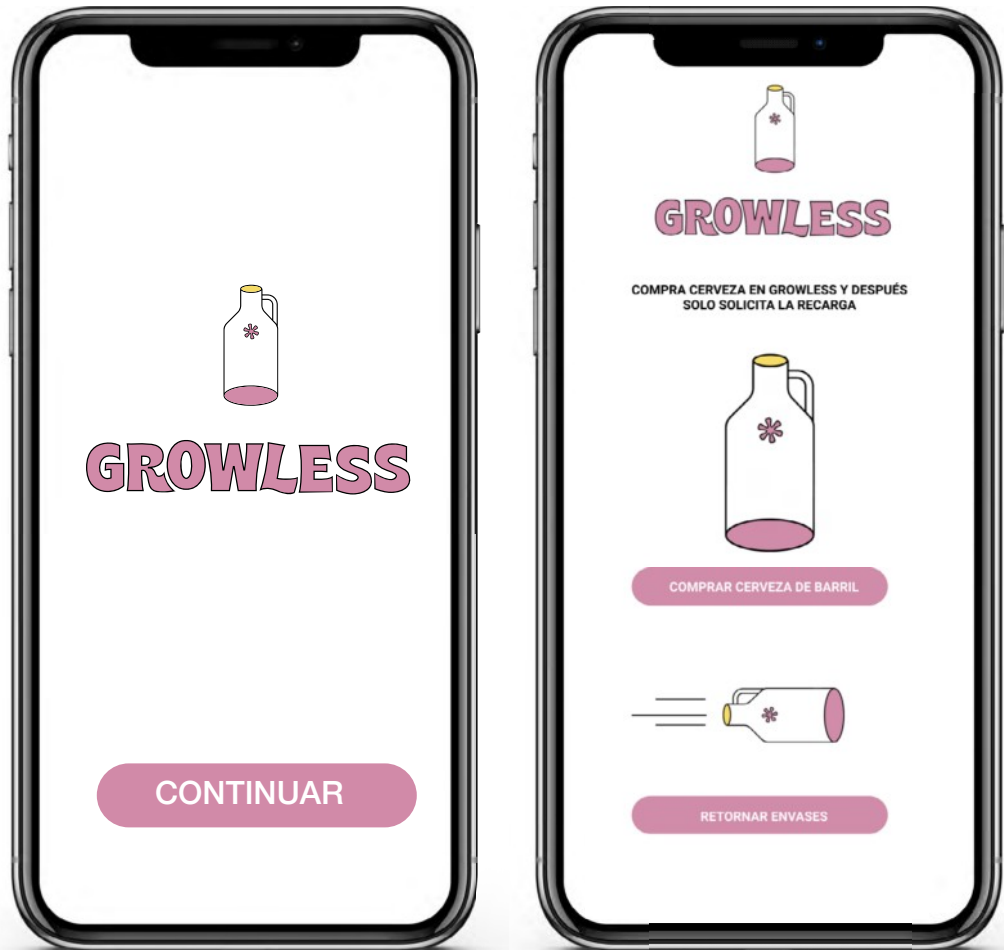 GROWLESS
CONTINUAR
GROWLESS
COMPRA CERVEZA EN GROWLESS Y DESPUÉS
SOLO SOLICITA LA RECARGA
COMPRAR CERVEZA DE BARRIL
RETORNAR ENVASES